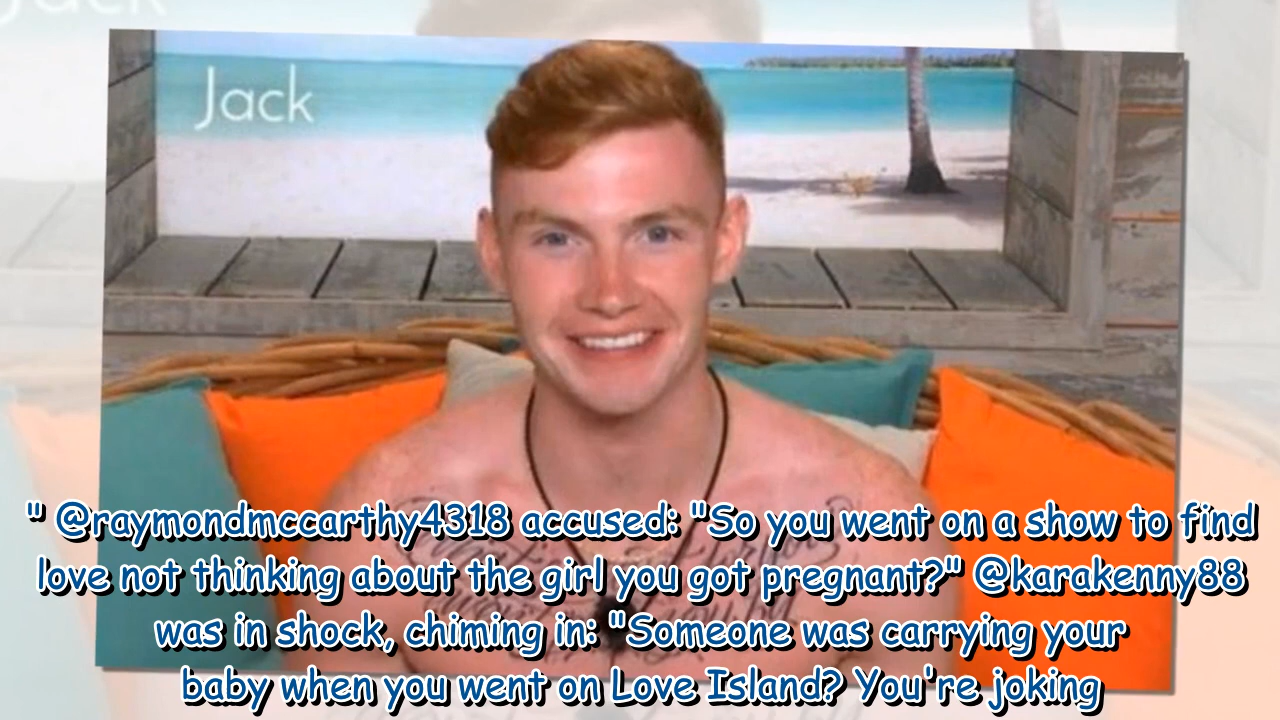 Jack
" @raymondmccarthy4318 accused: "So you went on a show to find
love not thinking about the girl you got pregnant?" @karakenny88
was in shock, chiming in: "Someone was carrying your
baby when you went on Love Island? You're joking